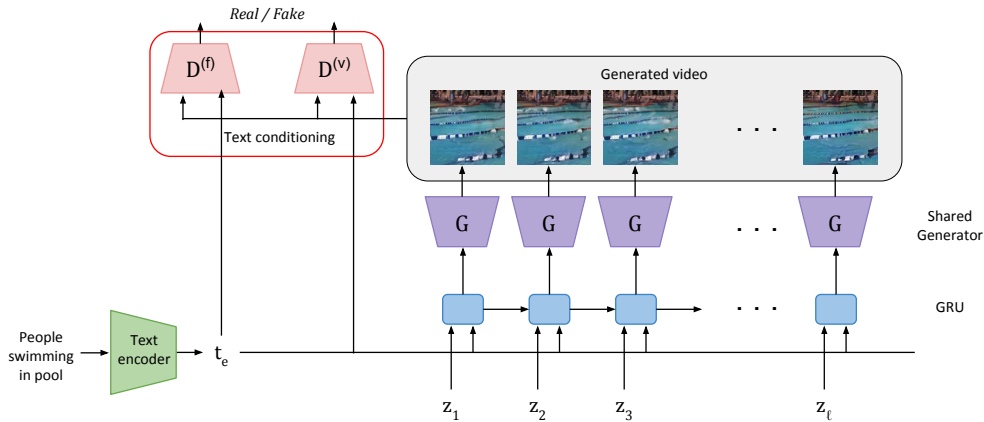 Real / Fake
D(f)
D(v)
Generated video
Text conditioning
. . .
G
G
G
. . .
G
Shared
Generator
. . .
GRU
People
swimming
in pool
Text
encoder
tₑ
z₁
z₂
z₃
z_ℓ